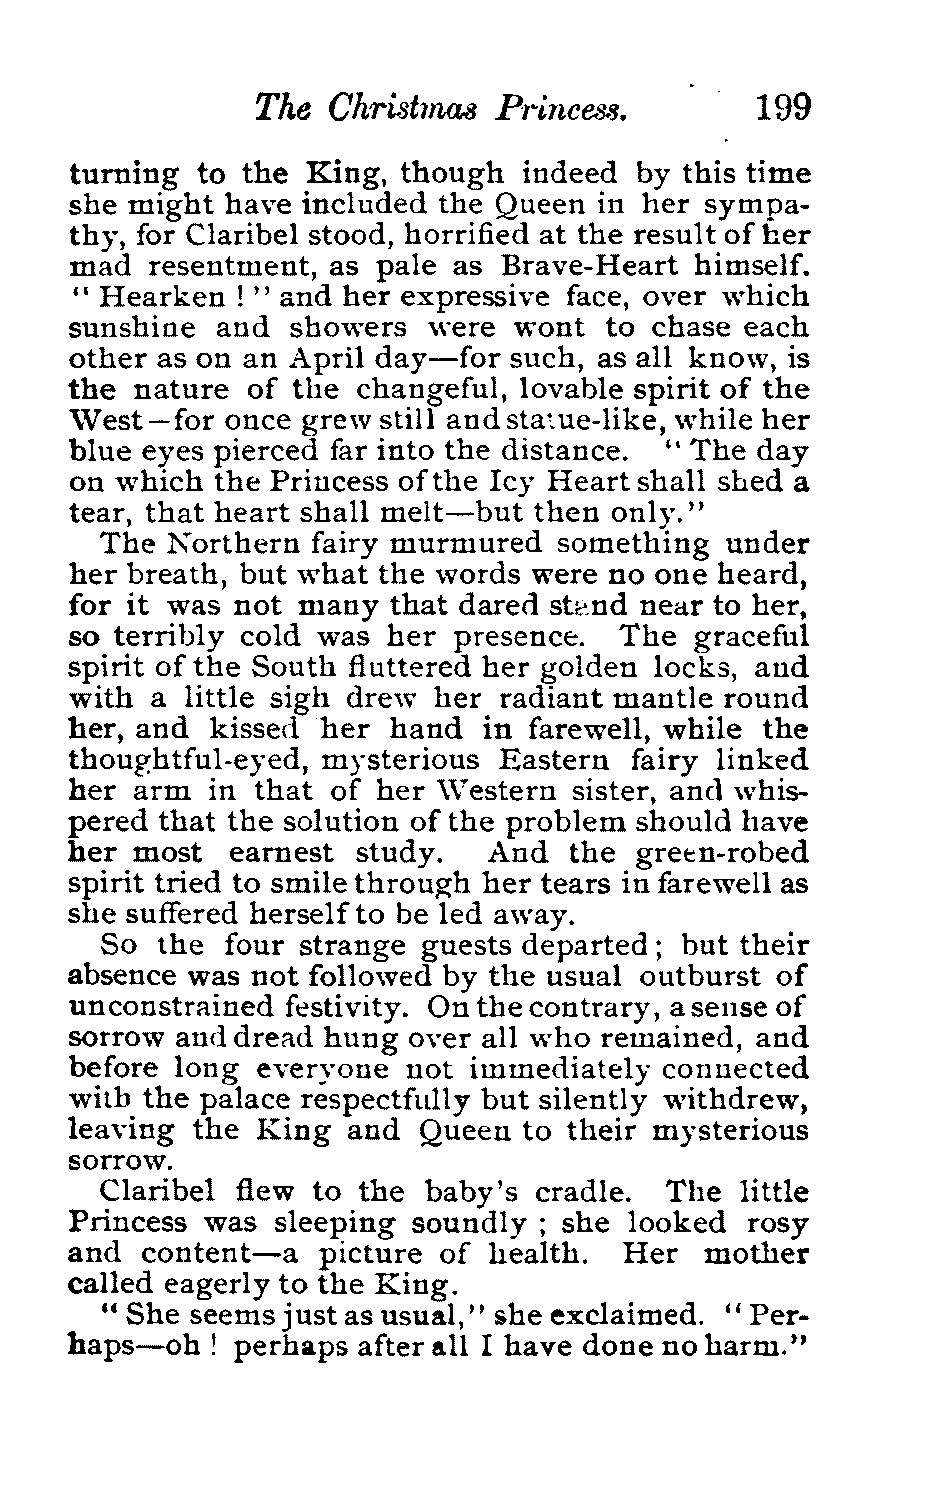 The Christmas Princess. 199
turning to the King, though indeed by this time
she might have included the Queen in her sympa-
thy, for Claribel stood, horrified at the result of her
mad resentment, as pale as Brave-Heart himself.
" Hearken ! " and her expressive face, over which
sunshine and showers were wont to chase each
other as on an April day—for such, as all know, is
the nature of the changeful, lovable spirit of the
West—for once grew still and statue-like, while her
blue eyes pierced far into the distance. " The day
on which the Princess of the Icy Heart shall shed a
tear, that heart shall melt—but then only."
The Northern fairy murmured something under
her breath, but what the words were no one heard,
for it was not many that dared stand near to her,
so terribly cold was her presence. The graceful
spirit of the South fluttered her golden locks, and
with a little sigh drew her radiant mantle round
her, and kissed her hand in farewell, while the
thoughtful-eyed, mysterious Eastern fairy linked
her arm in that of her Western sister, and whis-
pered that the solution of the problem should have
her most earnest study. And the green-robed
spirit tried to smile through her tears in farewell as
she suffered herself to be led away.
So the four strange guests departed ; but their
absence was not followed by the usual outburst of
unconstrained festivity. On the contrary, a sense of
sorrow and dread hung over all who remained, and
before long everyone not immediately connected
with the palace respectfully but silently withdrew,
leaving the King and Queen to their mysterious
sorrow.
Claribel flew to the baby's cradle. The little
Princess was sleeping soundly ; she looked rosy
and content—a picture of health. Her mother
called eagerly to the King.
" She seems just as usual," she exclaimed. " Per-
haps—oh ! perhaps after all I have done no harm."